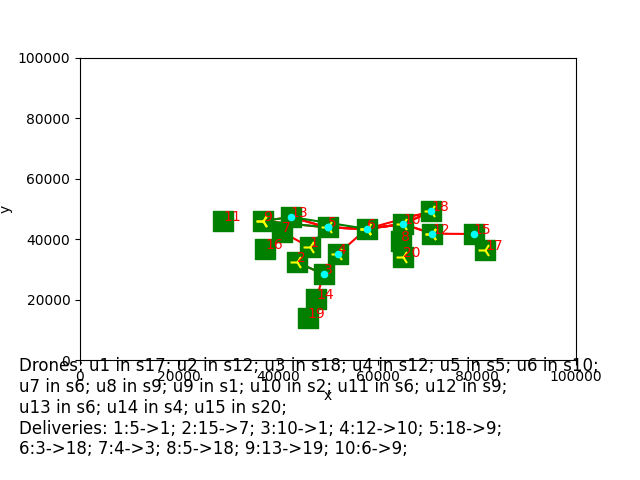 100000
80000
60000
40000
20000
0
y
0 20000 40000 60000 80000 100000
x
11
3
18
15
17
20
14
19
Drones: u1 in s17; u2 in s12; u3 in s18; u4 in s12; u5 in s5; u6 in s10;
u7 in s6; u8 in s9; u9 in s1; u10 in s2; u11 in s6; u12 in s9;
u13 in s6; u14 in s4; u15 in s20;
Deliveries: 1:5->1; 2:15->7; 3:10->1; 4:12->10; 5:18->9;
6:3->18; 7:4->3; 8:5->18; 9:13->19; 10:6->9;